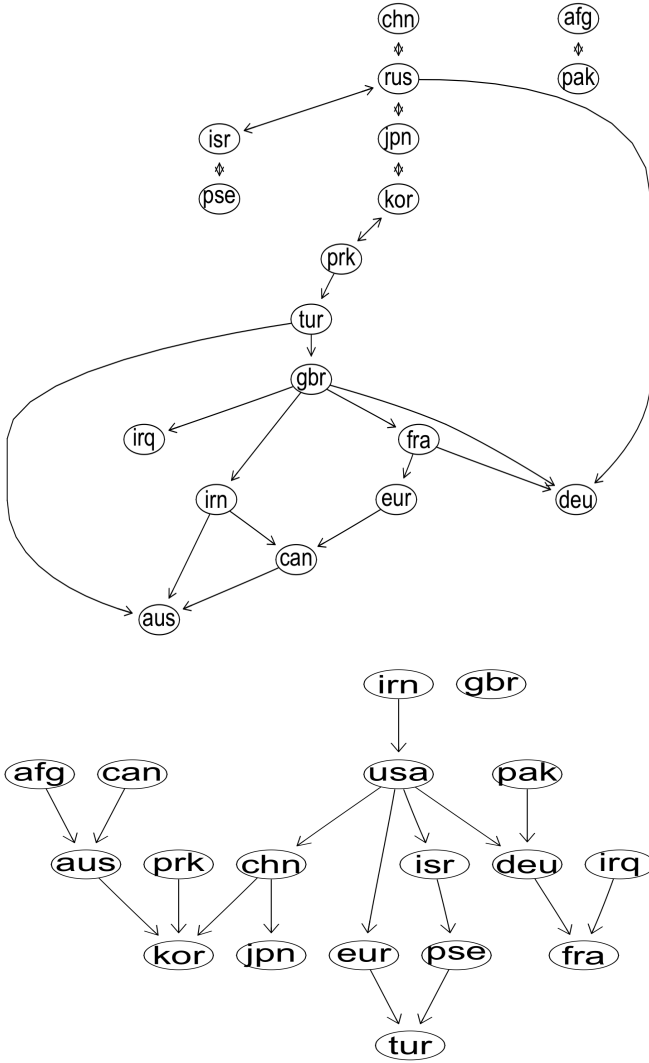 chn afg
rus pak
isr jpn
pse kor
prk
tur
gbr
irq fra
irn eur deu
can
aus
irn gbr
afg can usa pak
aus prk chn isr deu irq
kor jpn eur pse fra
tur